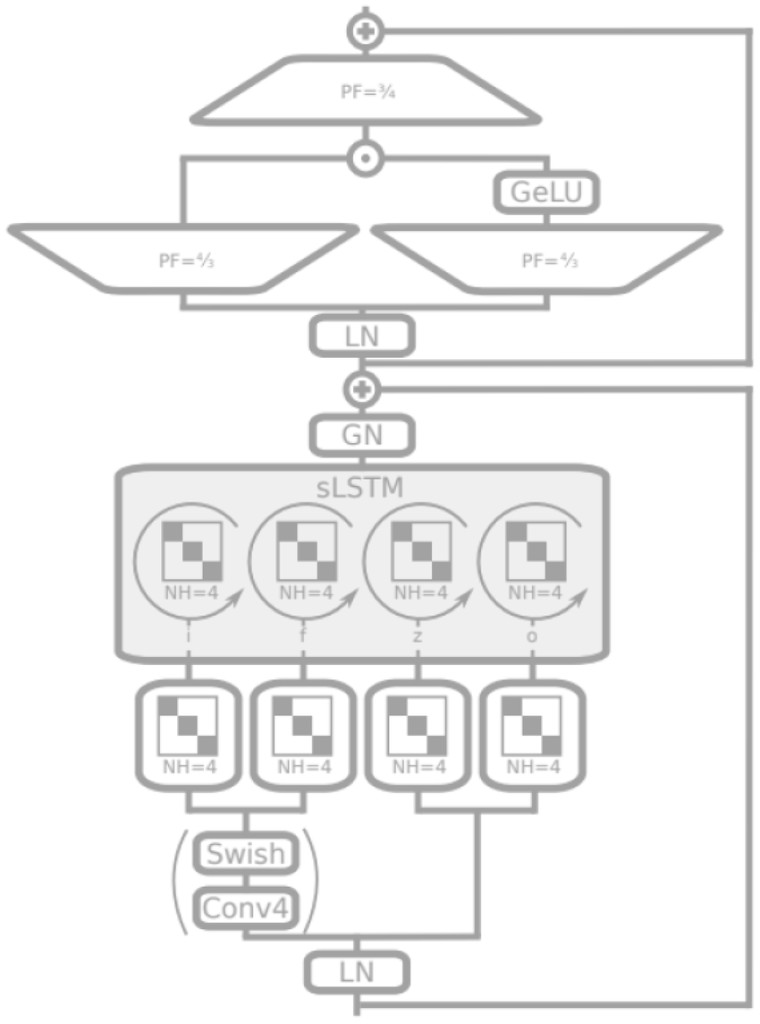 PF=¾
GeLU
PF=⁴⁄₃ PF=⁴⁄₃
LN
GN
sLSTM
NH=4 NH=4 NH=4 NH=4
i f z o
NH=4 NH=4 NH=4 NH=4
Swish
Conv4
LN